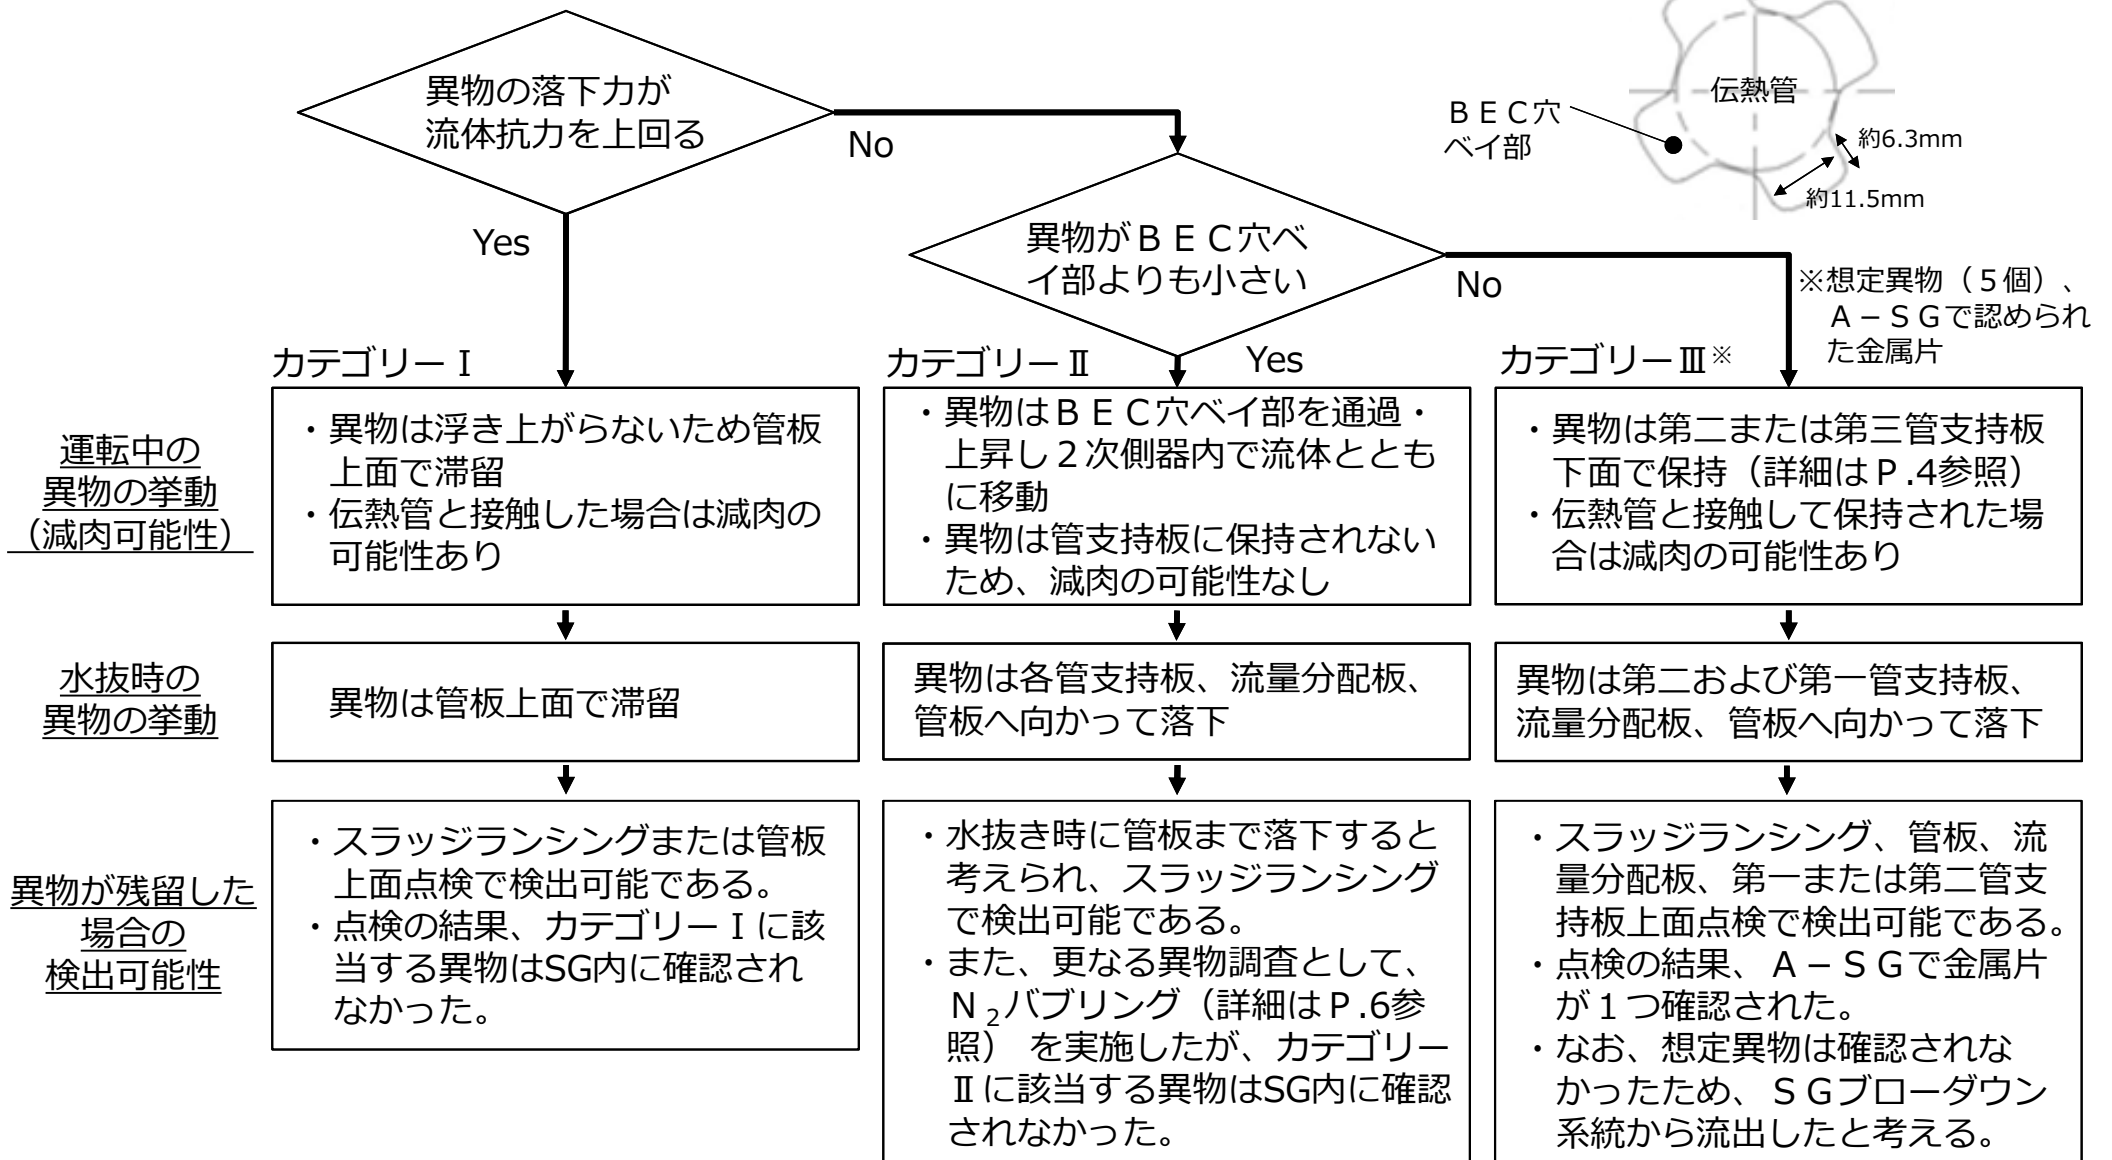 異物の落下力が
流体抗力を上回る
No
Yes
異物がＢＥＣ穴ベ
イ部よりも小さい
No
Yes
ＢＥＣ穴
ベイ部
伝熱管
約6.3mm
約11.5mm
※想定異物（５個）、
Ａ－ＳＧで認められ
た金属片
カテゴリーⅠ
カテゴリーⅡ
カテゴリーⅢ※
運転中の
異物の挙動
（減肉可能性）
・異物は浮き上がらないため管板
上面で滞留
・伝熱管と接触した場合は減肉の
可能性あり
・異物はＢＥＣ穴ベイ部を通過・
上昇し２次側器内で流体ととも
に移動
・異物は管支持板に保持されない
ため、減肉の可能性なし
・異物は第二または第三管支持板
下面で保持（詳細はＰ.4参照）
・伝熱管と接触して保持された場
合は減肉の可能性あり
水抜時の
異物の挙動
異物は管板上面で滞留
異物は各管支持板、流量分配板、
管板へ向かって落下
異物は第二および第一管支持板、
流量分配板、管板へ向かって落下
異物が残留した
場合の
検出可能性
・スラッジランシングまたは管板
上面点検で検出可能である。
・点検の結果、カテゴリーⅠに該
当する異物はSG内に確認され
なかった。
・水抜き時に管板まで落下すると
考えられ、スラッジランシング
で検出可能である。
・また、更なる異物調査として、
Ｎ₂バブリング（詳細はＰ.6参
照） を実施したが、カテゴリー
Ⅱに該当する異物はSG内に確認
されなかった。
・スラッジランシング、管板、流
量分配板、第一または第二管支
持板上面点検で検出可能である。
・点検の結果、Ａ－ＳＧで金属片
が１つ確認された。
・なお、想定異物は確認されな
かったため、ＳＧブローダウン
系統から流出したと考える。